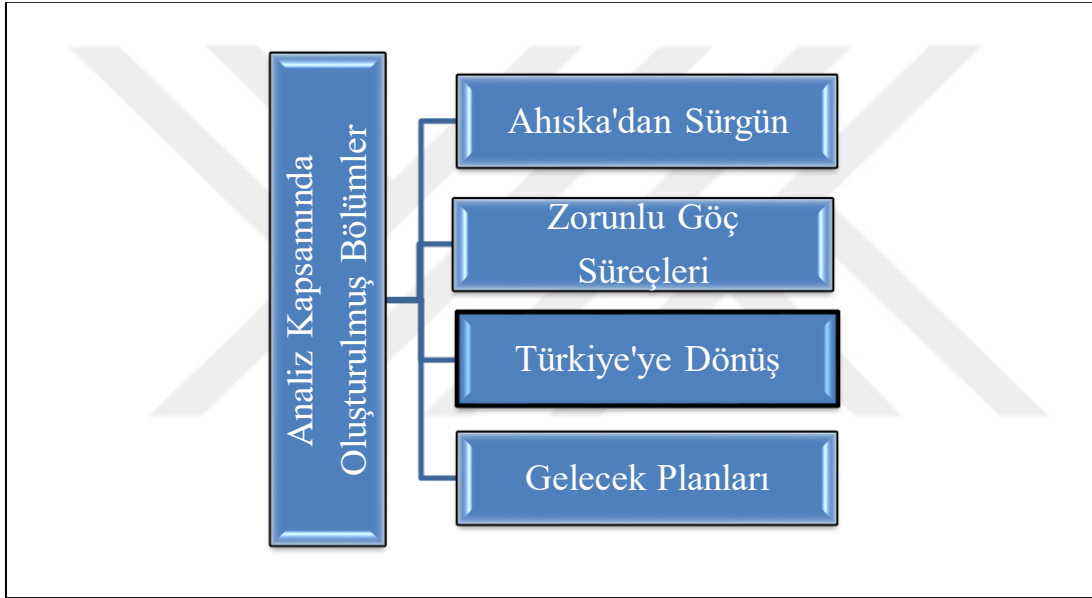 Analiz Kapsamında
Oluşturulmuş Bölümler
Ahıska'dan Sürgün
Zorunlu Göç
Süreçleri
Türkiye'ye Dönüş
Gelecek Planları